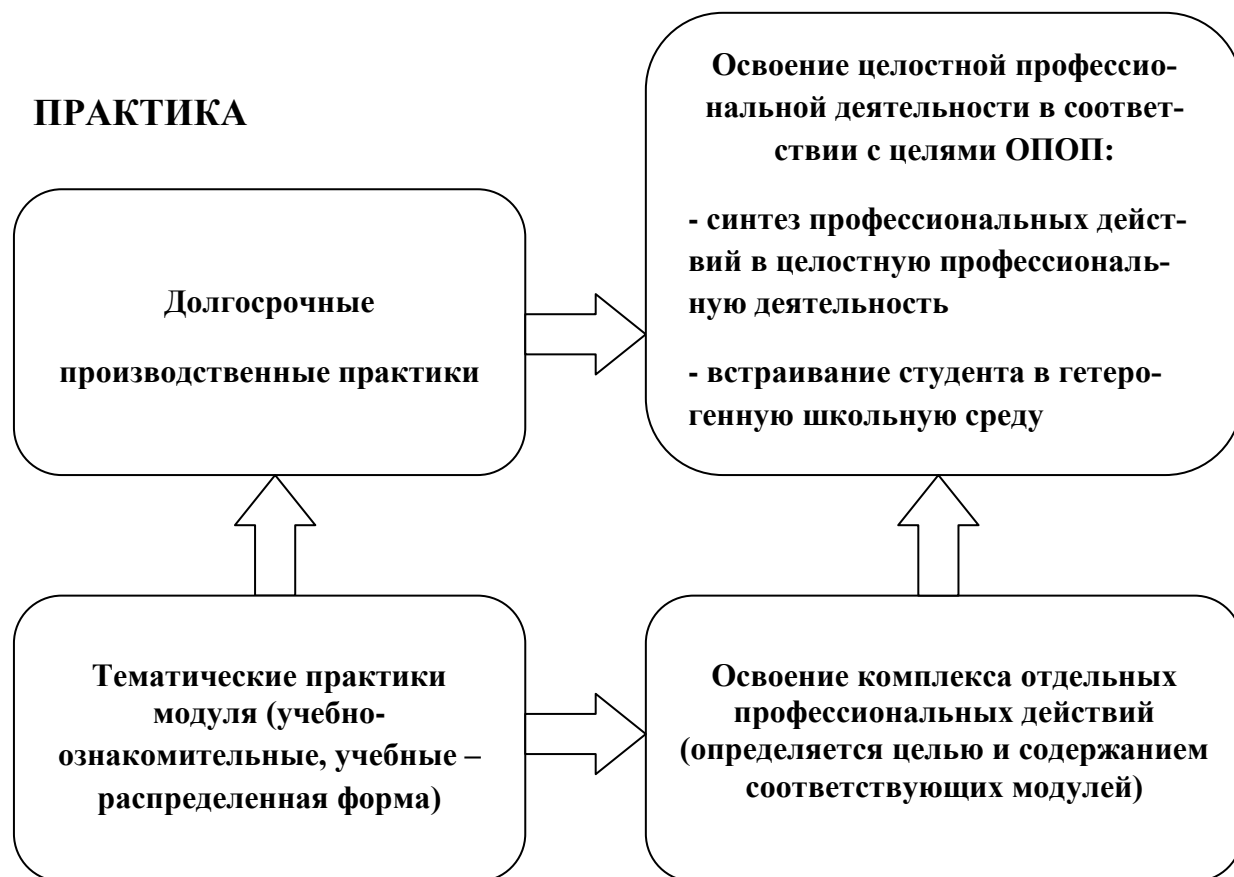 ПРАКТИКА
Долгосрочные
производственные практики
Освоение целостной профессио-
нальной деятельности в соответ-
ствии с целями ОПОП:
- синтез профессиональных дейст-
вий в целостную профессиональ-
ную деятельность
- встраивание студента в гетеро-
генную школьную среду
Тематические практики
модуля (учебно-
ознакомительные, учебные –
распределенная форма)
Освоение комплекса отдельных
профессиональных действий
(определяется целью и содержанием
соответствующих модулей)